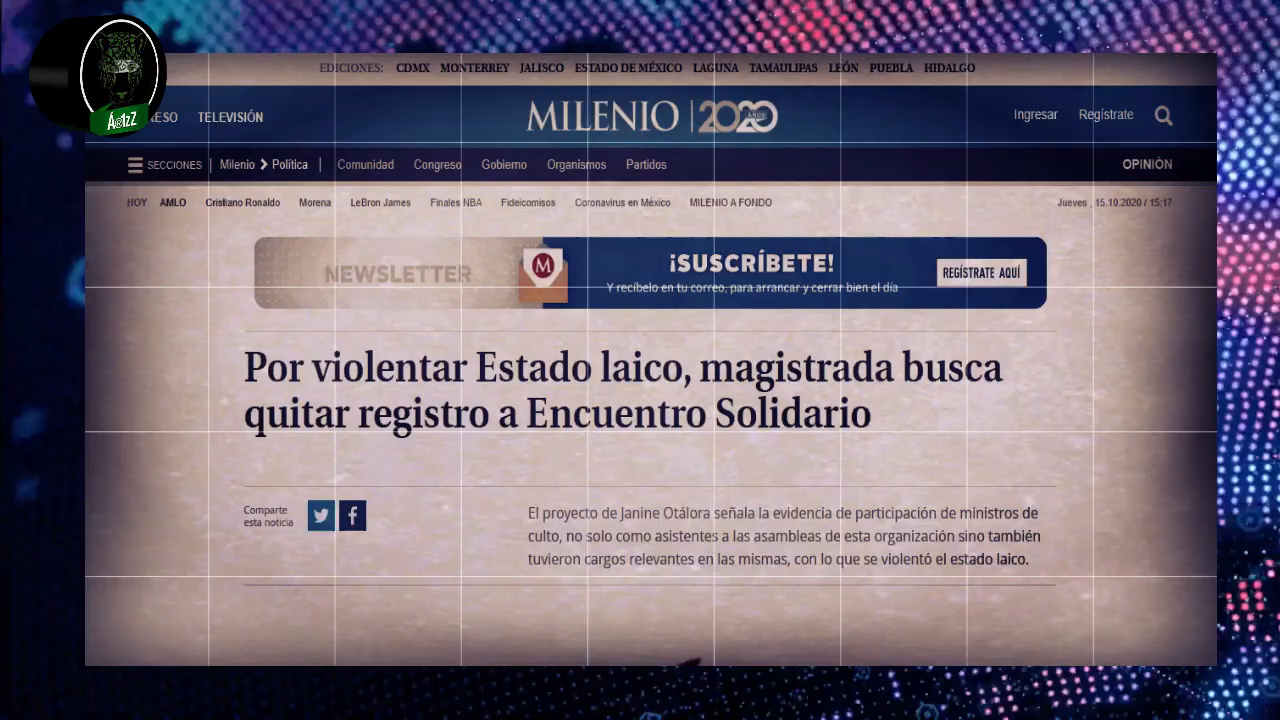 EDICIONES: CDMX MONTERREY JALISCO ESTADO DE MÉXICO LAGUNA TAMAULIPAS LEÓN PUEBLA HIDALGO
TELEVISIÓN MILENIO 2020 AÑOS Ingresar Regístrate
SECCIONES Milenio Política Comunidad Congreso Gobierno Organismos Partidos OPINIÓN
HOY AMLO Cristiano Ronaldo Morena LeBron James Finales NBA Fideicomisos Coronavirus en México MILENIO A FONDO Jueves , 15.10.2020 / 15:17
NEWSLETTER M ¡SUSCRÍBETE! REGÍSTRATE AQUÍ
Y recíbelo en tu correo, para arrancar y cerrar bien el día
Por violentar Estado laico, magistrada busca
quitar registro a Encuentro Solidario
Comparte
esta noticia
El proyecto de Janine Otálora señala la evidencia de participación de ministros de
culto, no solo como asistentes a las asambleas de esta organización sino también
tuvieron cargos relevantes en las mismas, con lo que se violentó el estado laico.